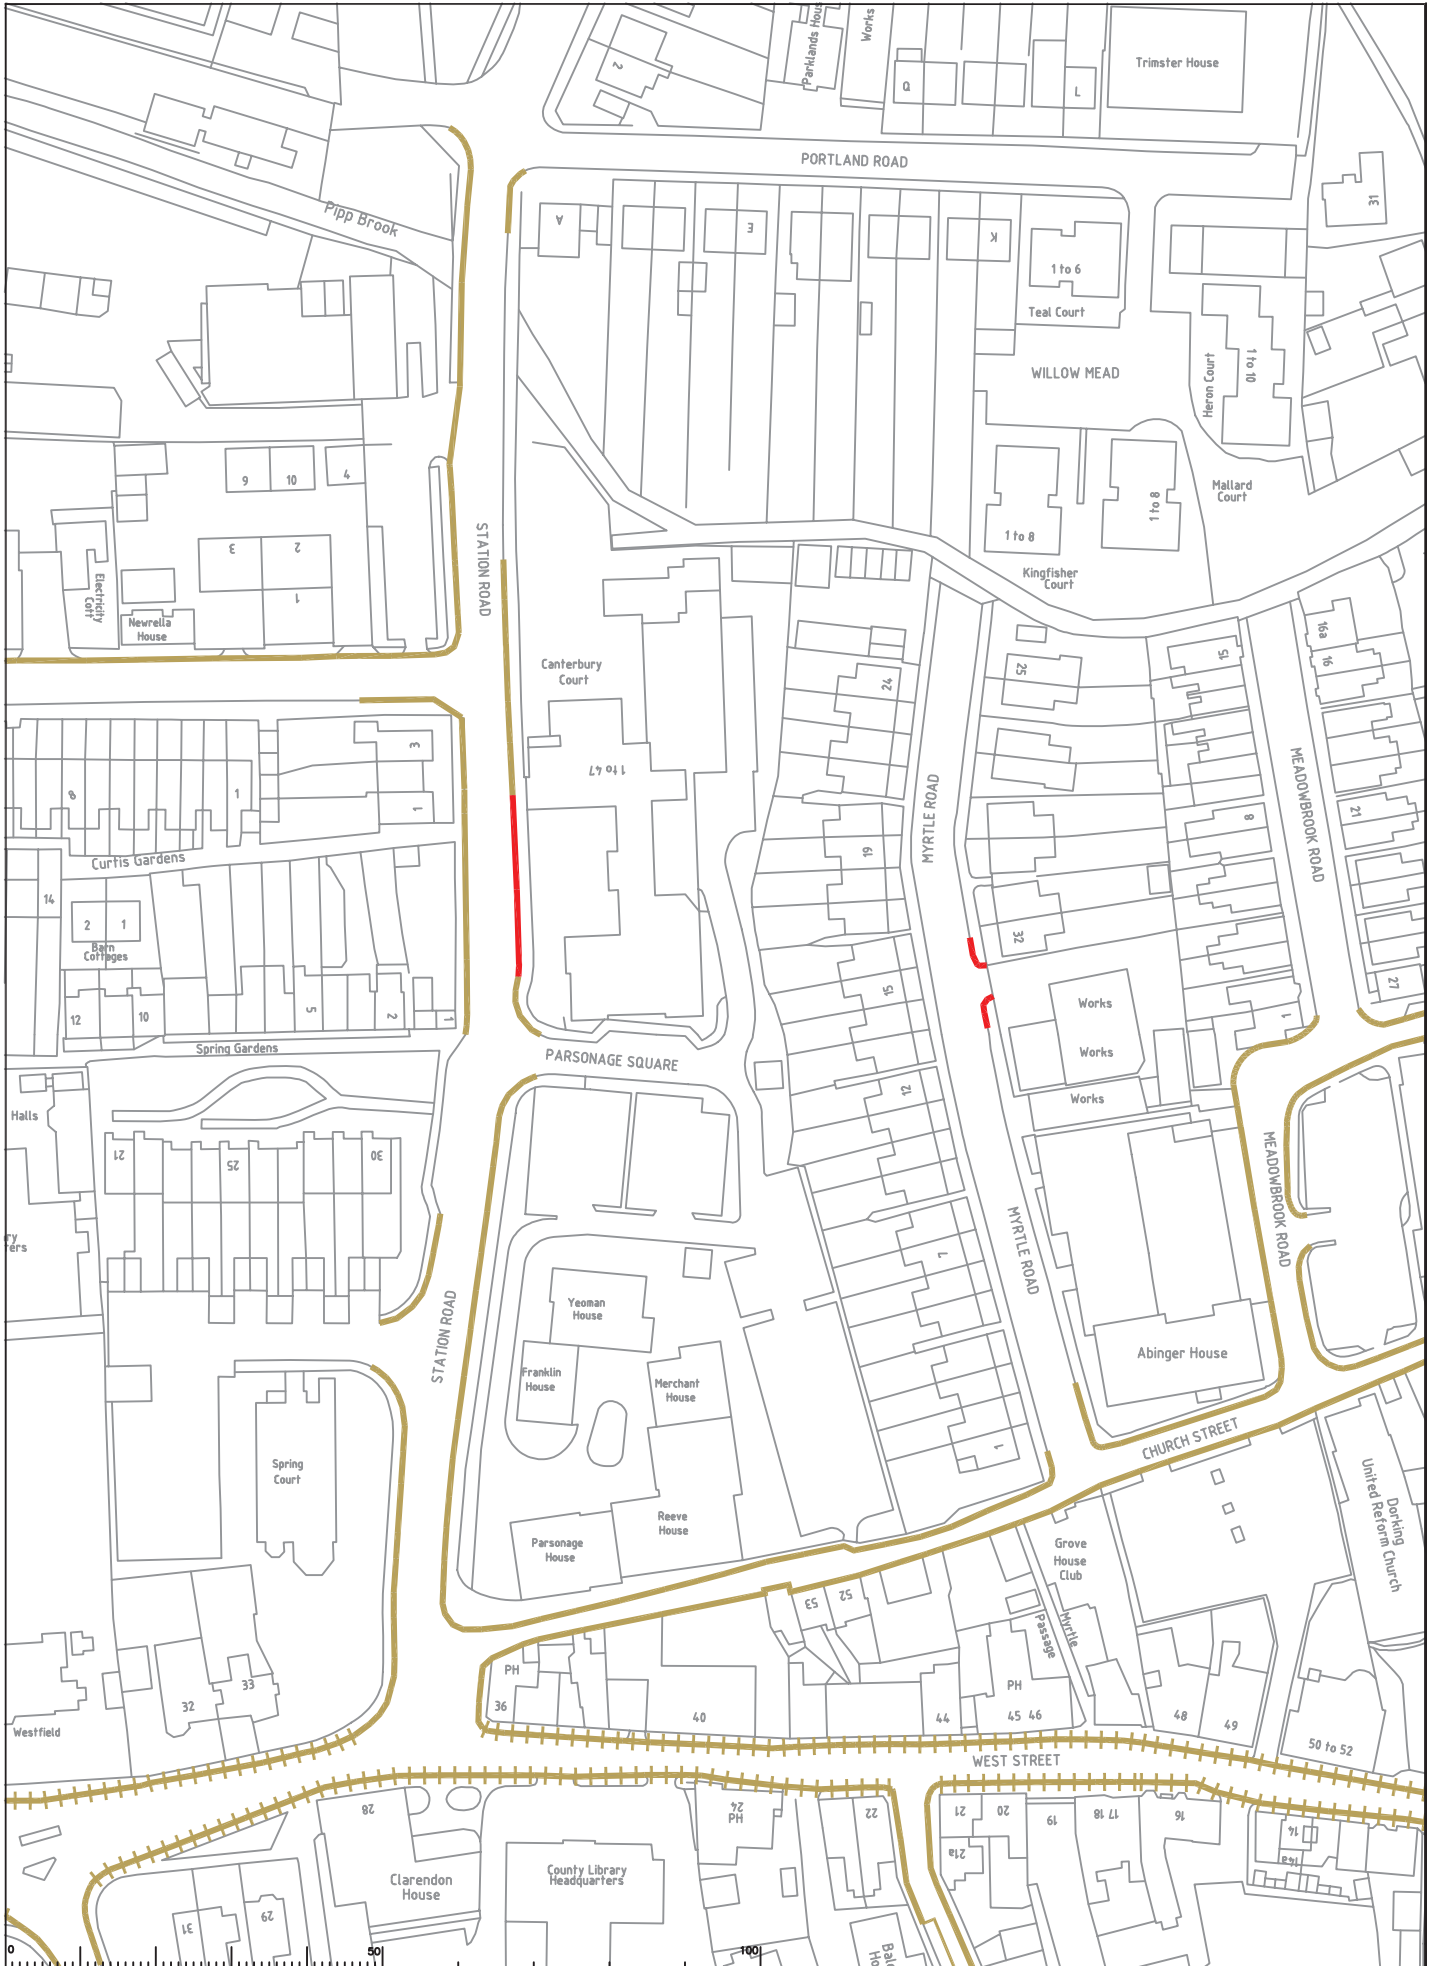 Parklands Hous
Works
2
Q
L
Trimster House
PORTLAND ROAD
31
Pipp Brook
A
E
K
1 to 6
Teal Court
WILLOW MEAD
Heron Court
1 to 10
9
10
4
Mallard
Court
1 to 8
1 to 8
STATION ROAD
3
2
1
Electricity
Cott
Newrella
House
Kingfisher
Court
Canterbury
Court
24
25
15
16a
16
3
1 to 47
8
1
1
MYRTLE ROAD
MEADOWBROOK ROAD
21
8
19
Curtis Gardens
14
2
1
Barn
Cottages
32
27
12
10
5
2
1
15
Works
1
Spring Gardens
PARSONAGE SQUARE
Works
Halls
12
Works
21
25
30
MEADOWBROOK ROAD
ry
ters
7
MYRTLE ROAD
Yeoman
House
STATION ROAD
Franklin
House
Merchant
House
Abinger House
1
CHURCH STREET
Spring
Court
Reeve
House
Parsonage
House
Grove
House
Club
Dorking
United Reform Church
53
52
Myrtle
Passage
PH
36
32
33
40
44
PH
45 46
48
49
50 to 52
Westfield
WEST STREET
28
24
PH
22
21
20
19
17 18
16
14
14a
21a
Clarendon
House
County Library
Headquarters
31
29
0
50
100